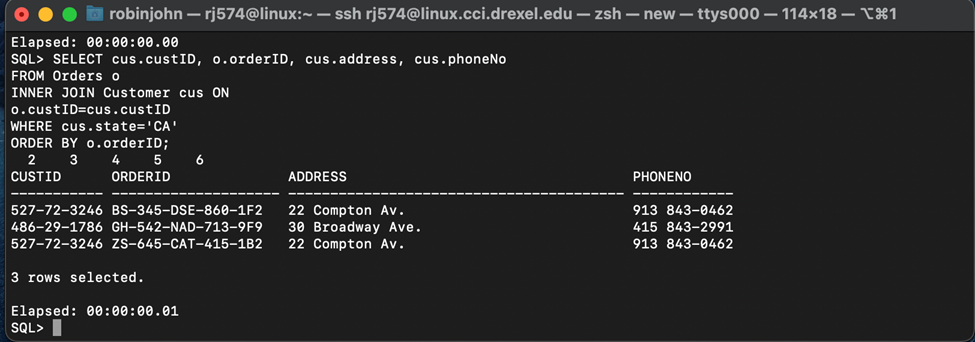 robinjohn — rj574@linux:~ — ssh rj574@linux.cci.drexel.edu — zsh — new — ttys000 — 114×18 — ⌥⌘1
Elapsed: 00:00:00.00
SQL> SELECT cus.custID, o.orderID, cus.address, cus.phoneNo
FROM Orders o
INNER JOIN Customer cus ON
o.custID=cus.custID
WHERE cus.state='CA'
ORDER BY o.orderID;
  2    3    4    5    6
CUSTID      ORDERID              ADDRESS                                  PHONENO
----------- -------------------- ---------------------------------------- ------------
527-72-3246 BS-345-DSE-860-1F2   22 Compton Av.                           913 843-0462
486-29-1786 GH-542-NAD-713-9F9   30 Broadway Ave.                         415 843-2991
527-72-3246 ZS-645-CAT-415-1B2   22 Compton Av.                           913 843-0462
3 rows selected.
Elapsed: 00:00:00.01
SQL>